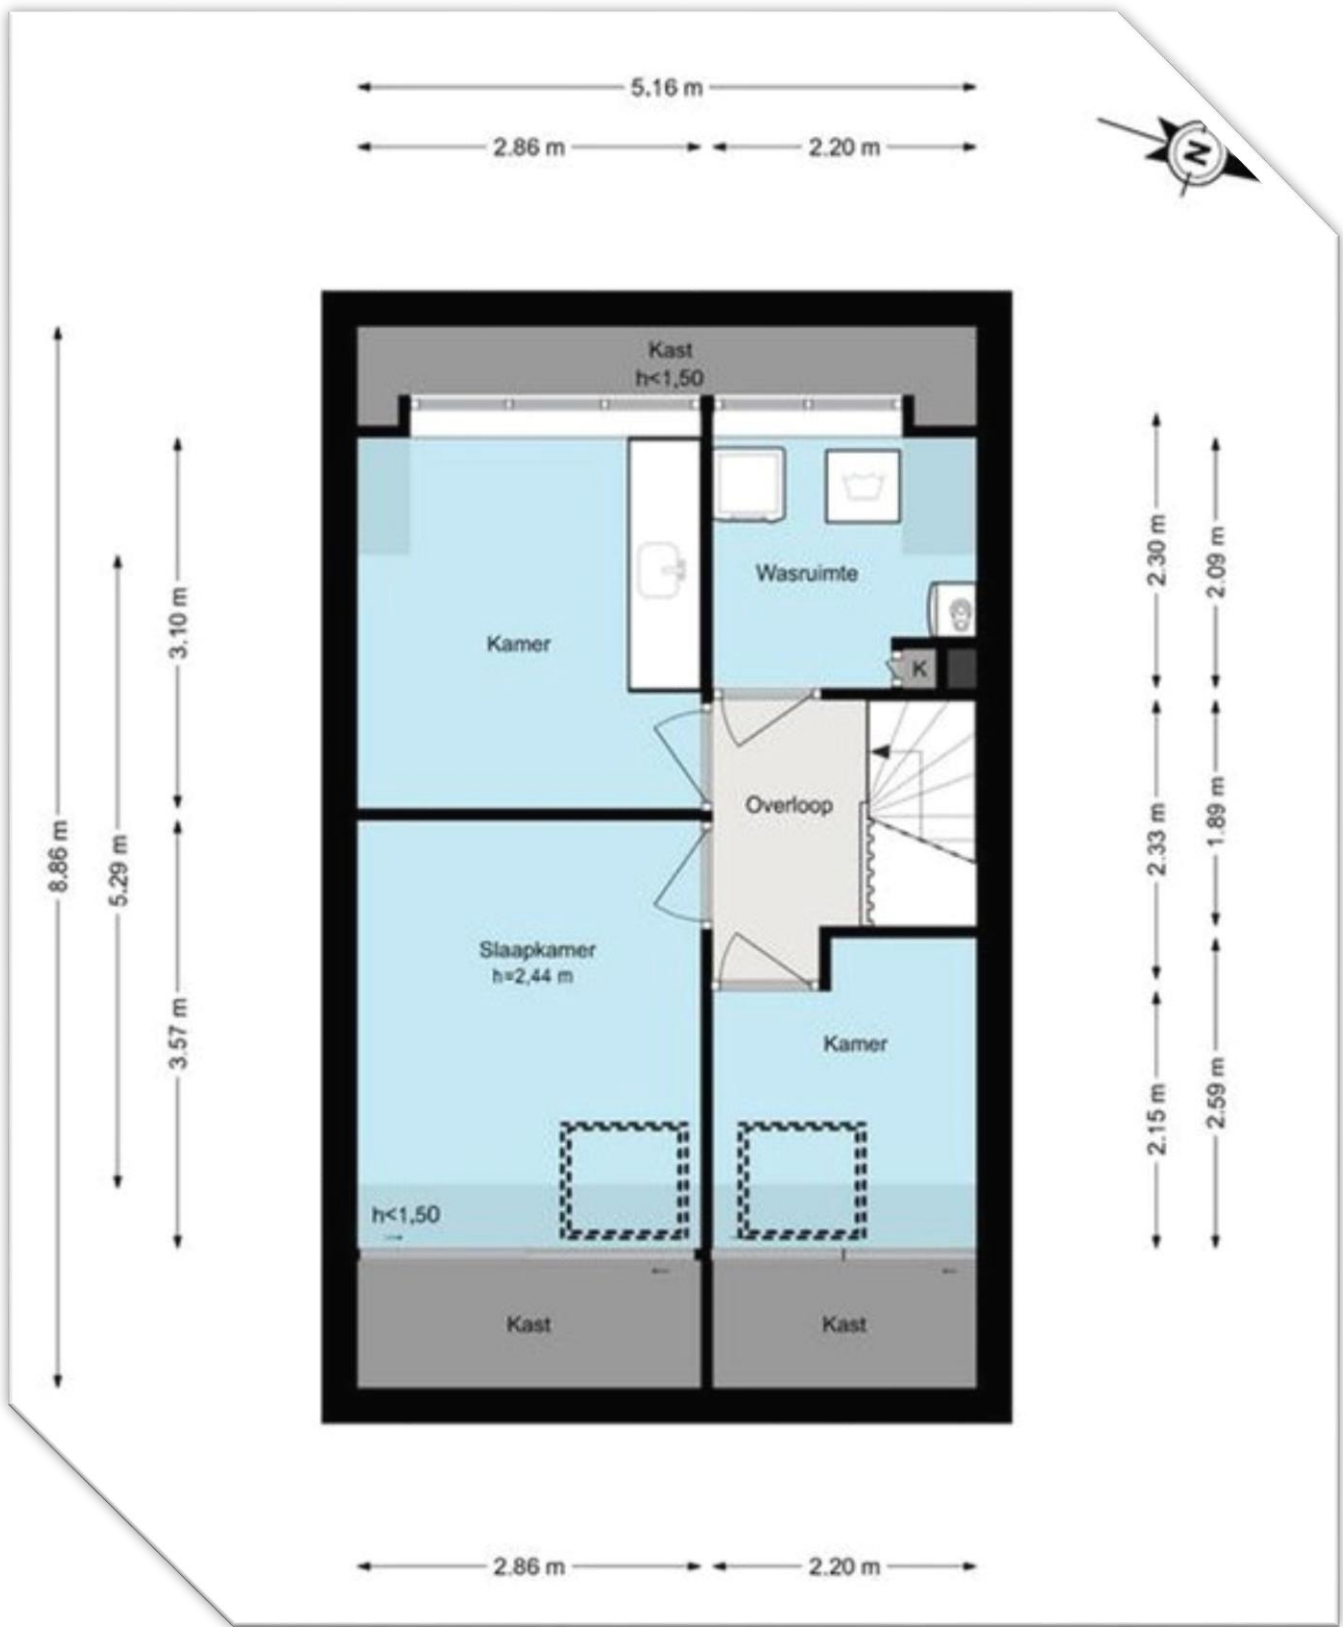 5.16 m
2.86 m
2.20 m
N
Kast
h<1,50
Wasruimte
Kamer
K
Overloop
Slaapkamer
h=2,44 m
Kamer
h<1,50
Kast
Kast
8.86 m
5.29 m
3.10 m
3.57 m
2.30 m
2.09 m
2.33 m
1.89 m
2.15 m
2.59 m
2.86 m
2.20 m